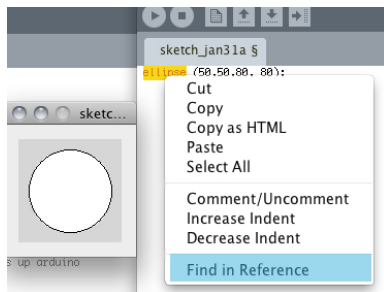 sketch_jan31a §
ellipse (50,50,80, 80);
Cut
Copy
Copy as HTML
Paste
Select All
Comment/Uncomment
Increase Indent
Decrease Indent
Find in Reference
sketc...
s up arduino